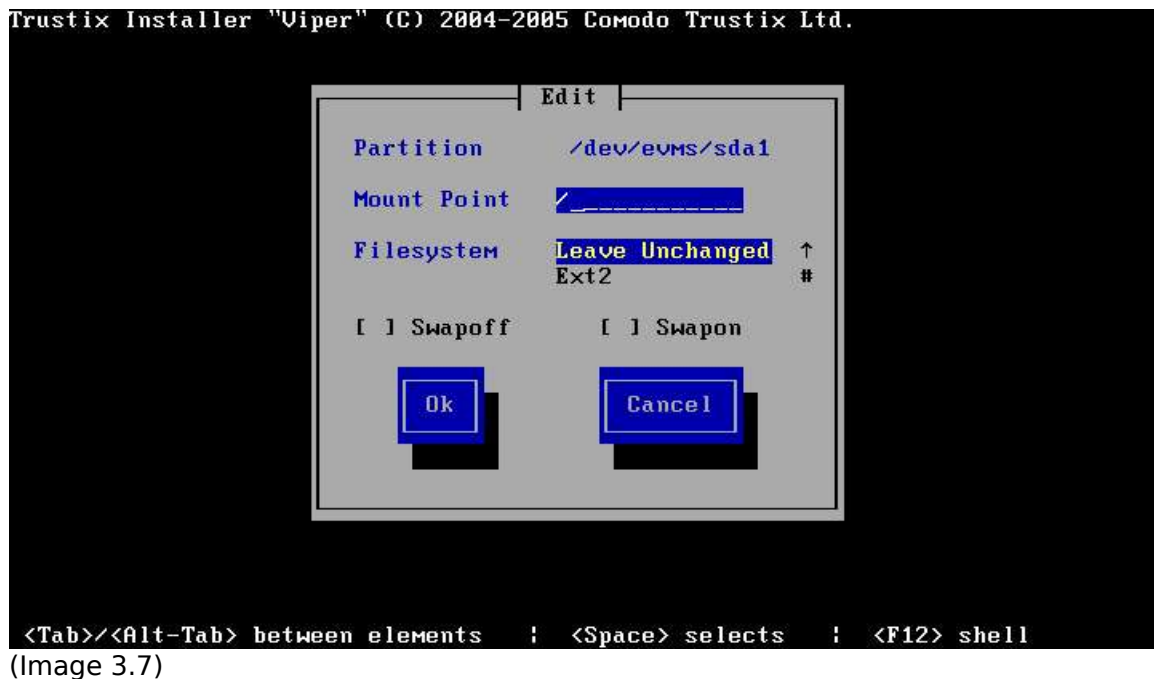 Trustix Installer "Viper" (C) 2004-2005 Comodo Trustix Ltd.
Edit
Partition /dev/evms/sda1
Mount Point /____________
Filesystem Leave Unchanged ↑
Ext2 #
[ ] Swapoff [ ] Swapon
Ok Cancel
<Tab>/<Alt-Tab> between elements ¦ <Space> selects ¦ <F12> shell
(Image 3.7)